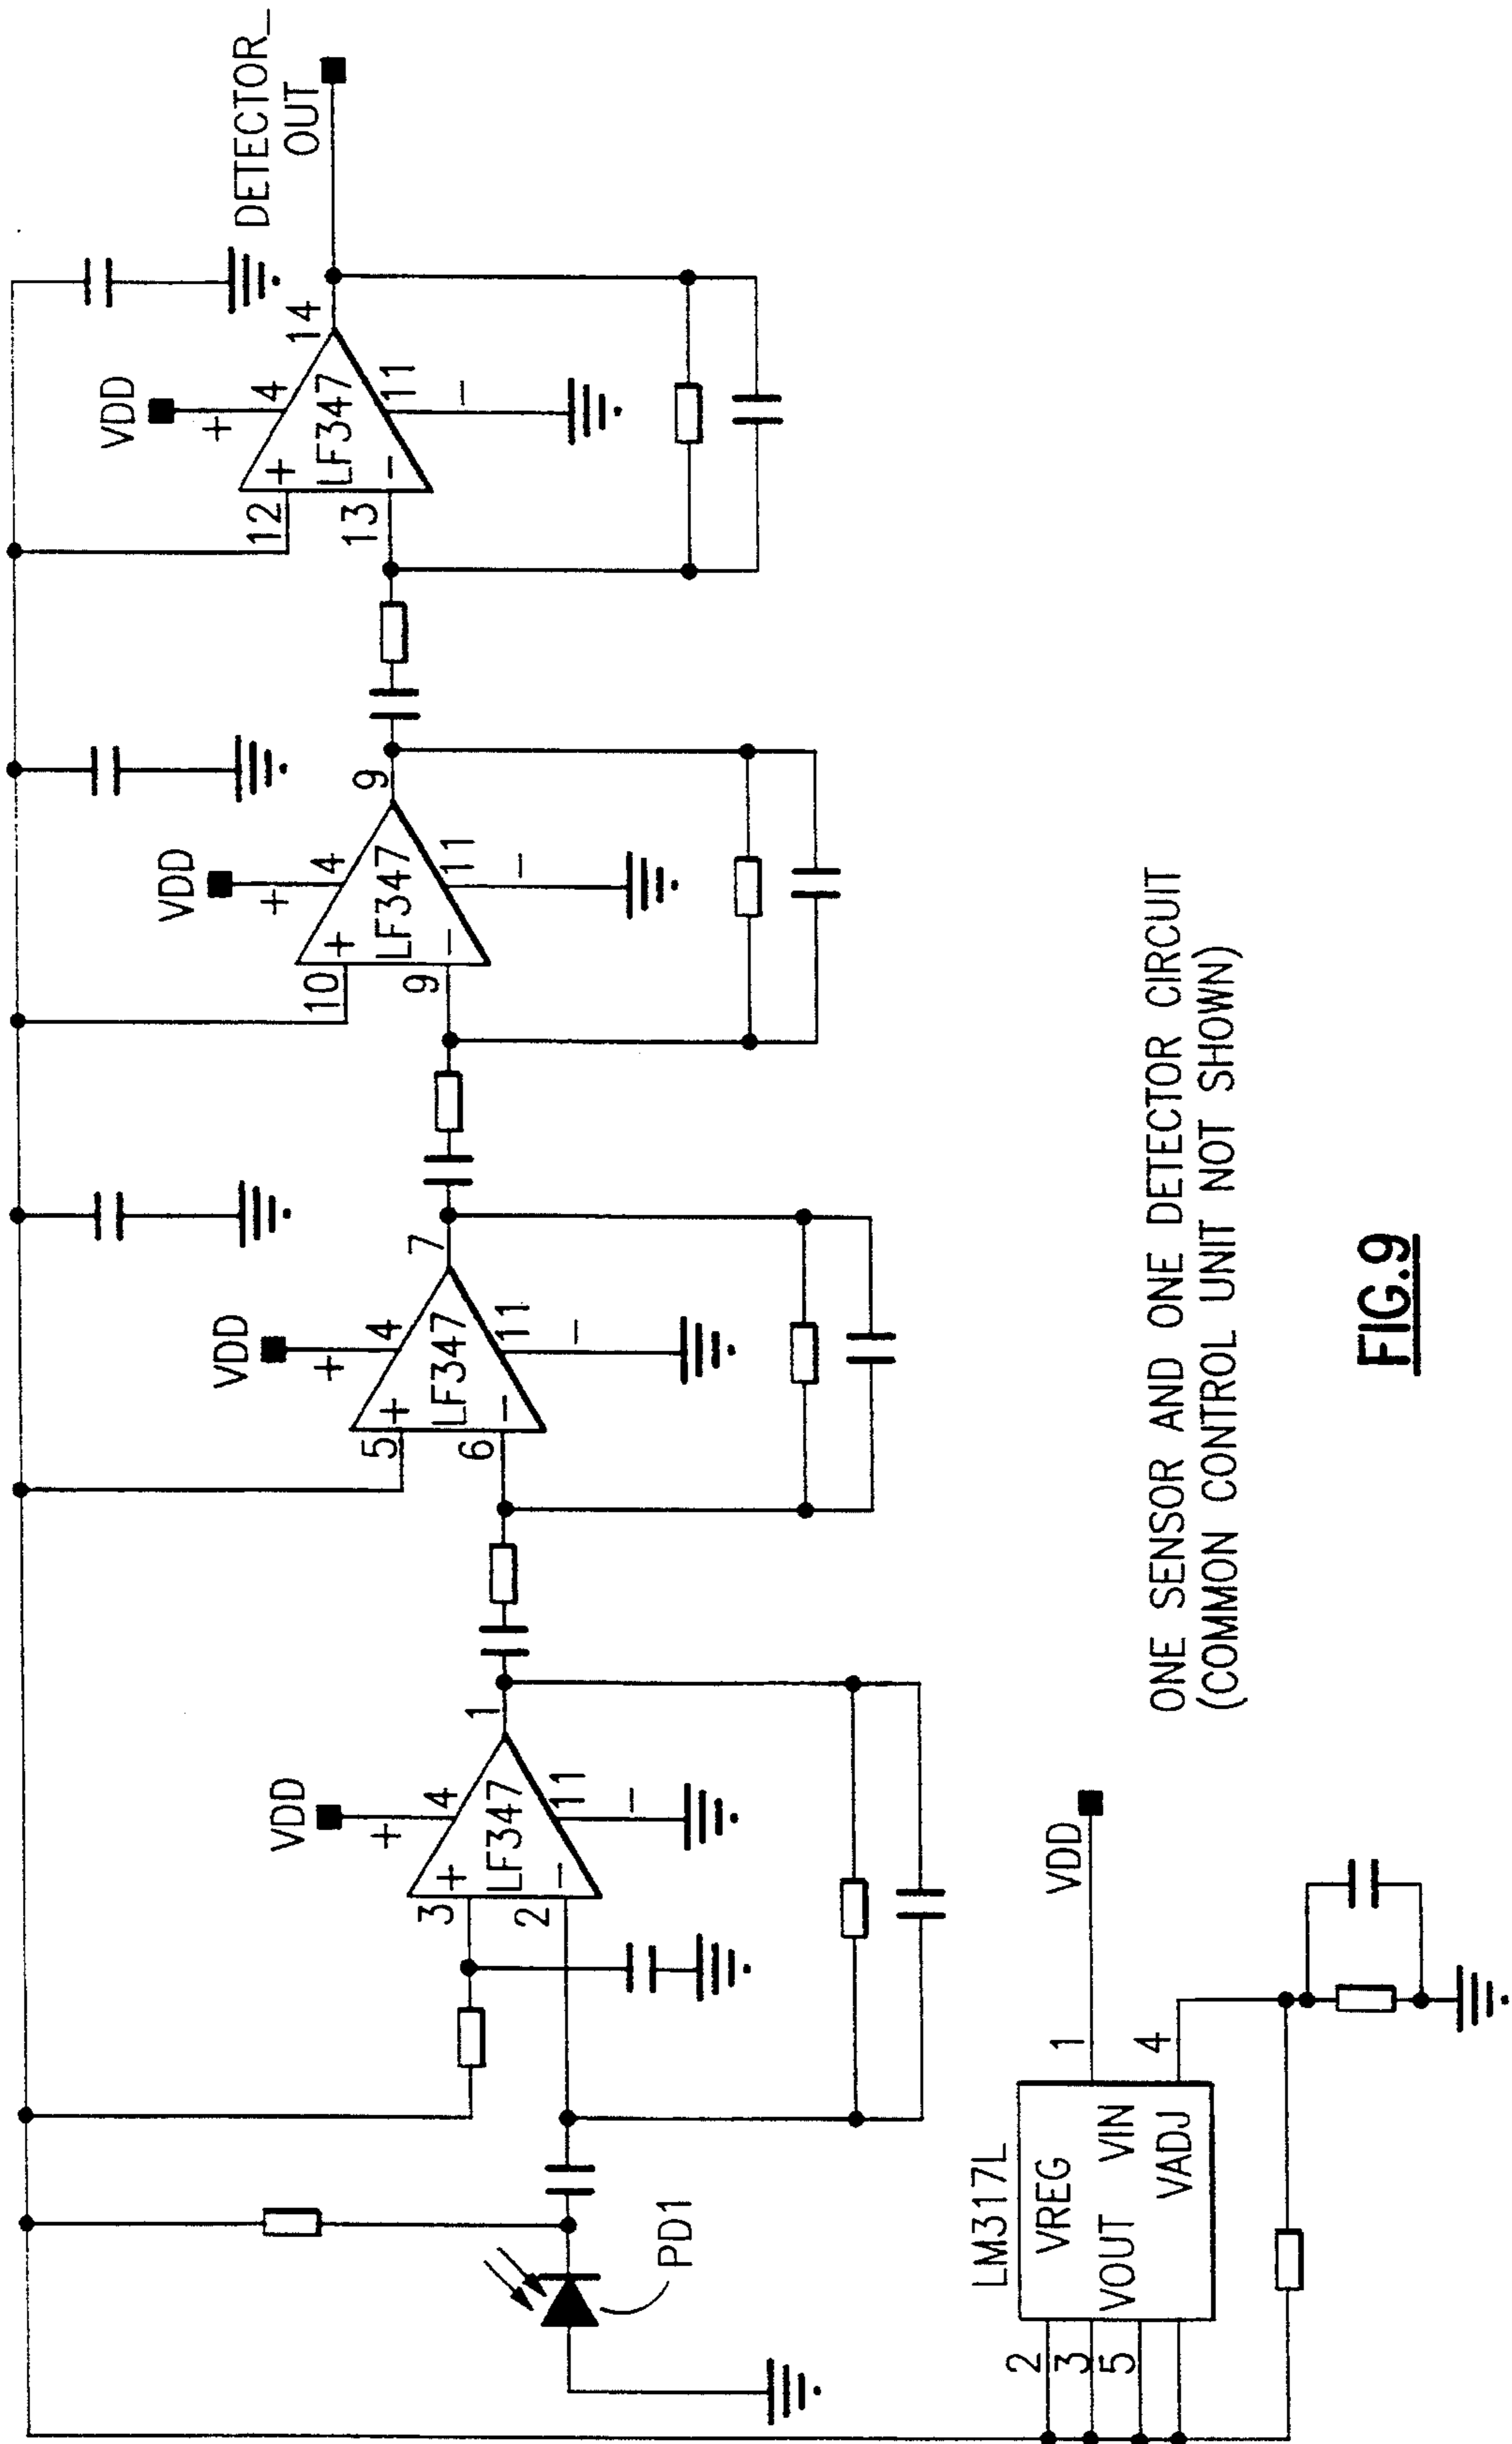 DETECTOR_
OUT
VDD
+
4
14
12
+
LF347
11
13
−
−
VDD
+
4
9
10
+
LF347
11
9
−
−
VDD
+
4
7
5
+
LF347
11
6
−
−
VDD
+
4
1
3
+
LF347
11
2
−
−
PD1
LM317L
VREG
VOUT VIN
VADJ
2
3
5
1
4
VDD
ONE SENSOR AND ONE DETECTOR CIRCUIT
(COMMON CONTROL UNIT NOT SHOWN)
FIG.9